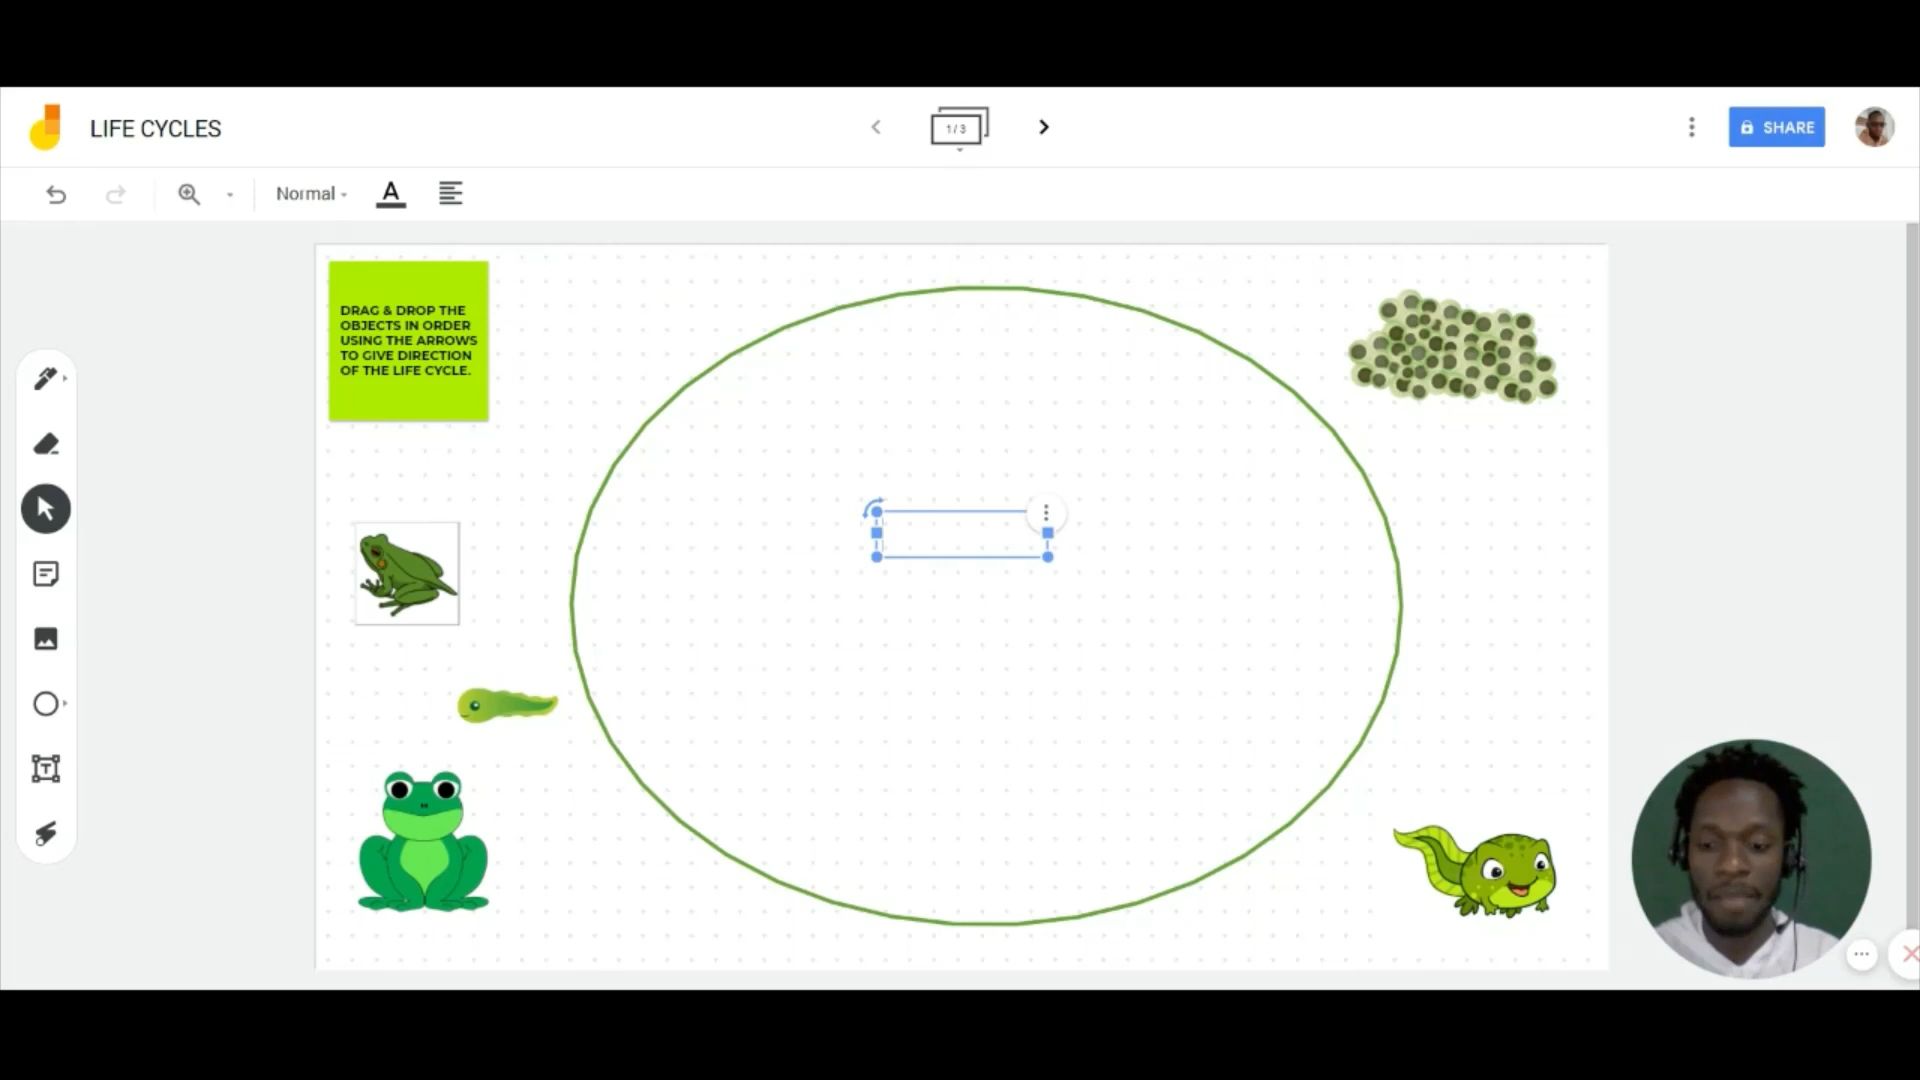 LIFE CYCLES
1/3
SHARE
Normal
A
DRAG & DROP THE
OBJECTS IN ORDER
USING THE ARROWS
TO GIVE DIRECTION
OF THE LIFE CYCLE.